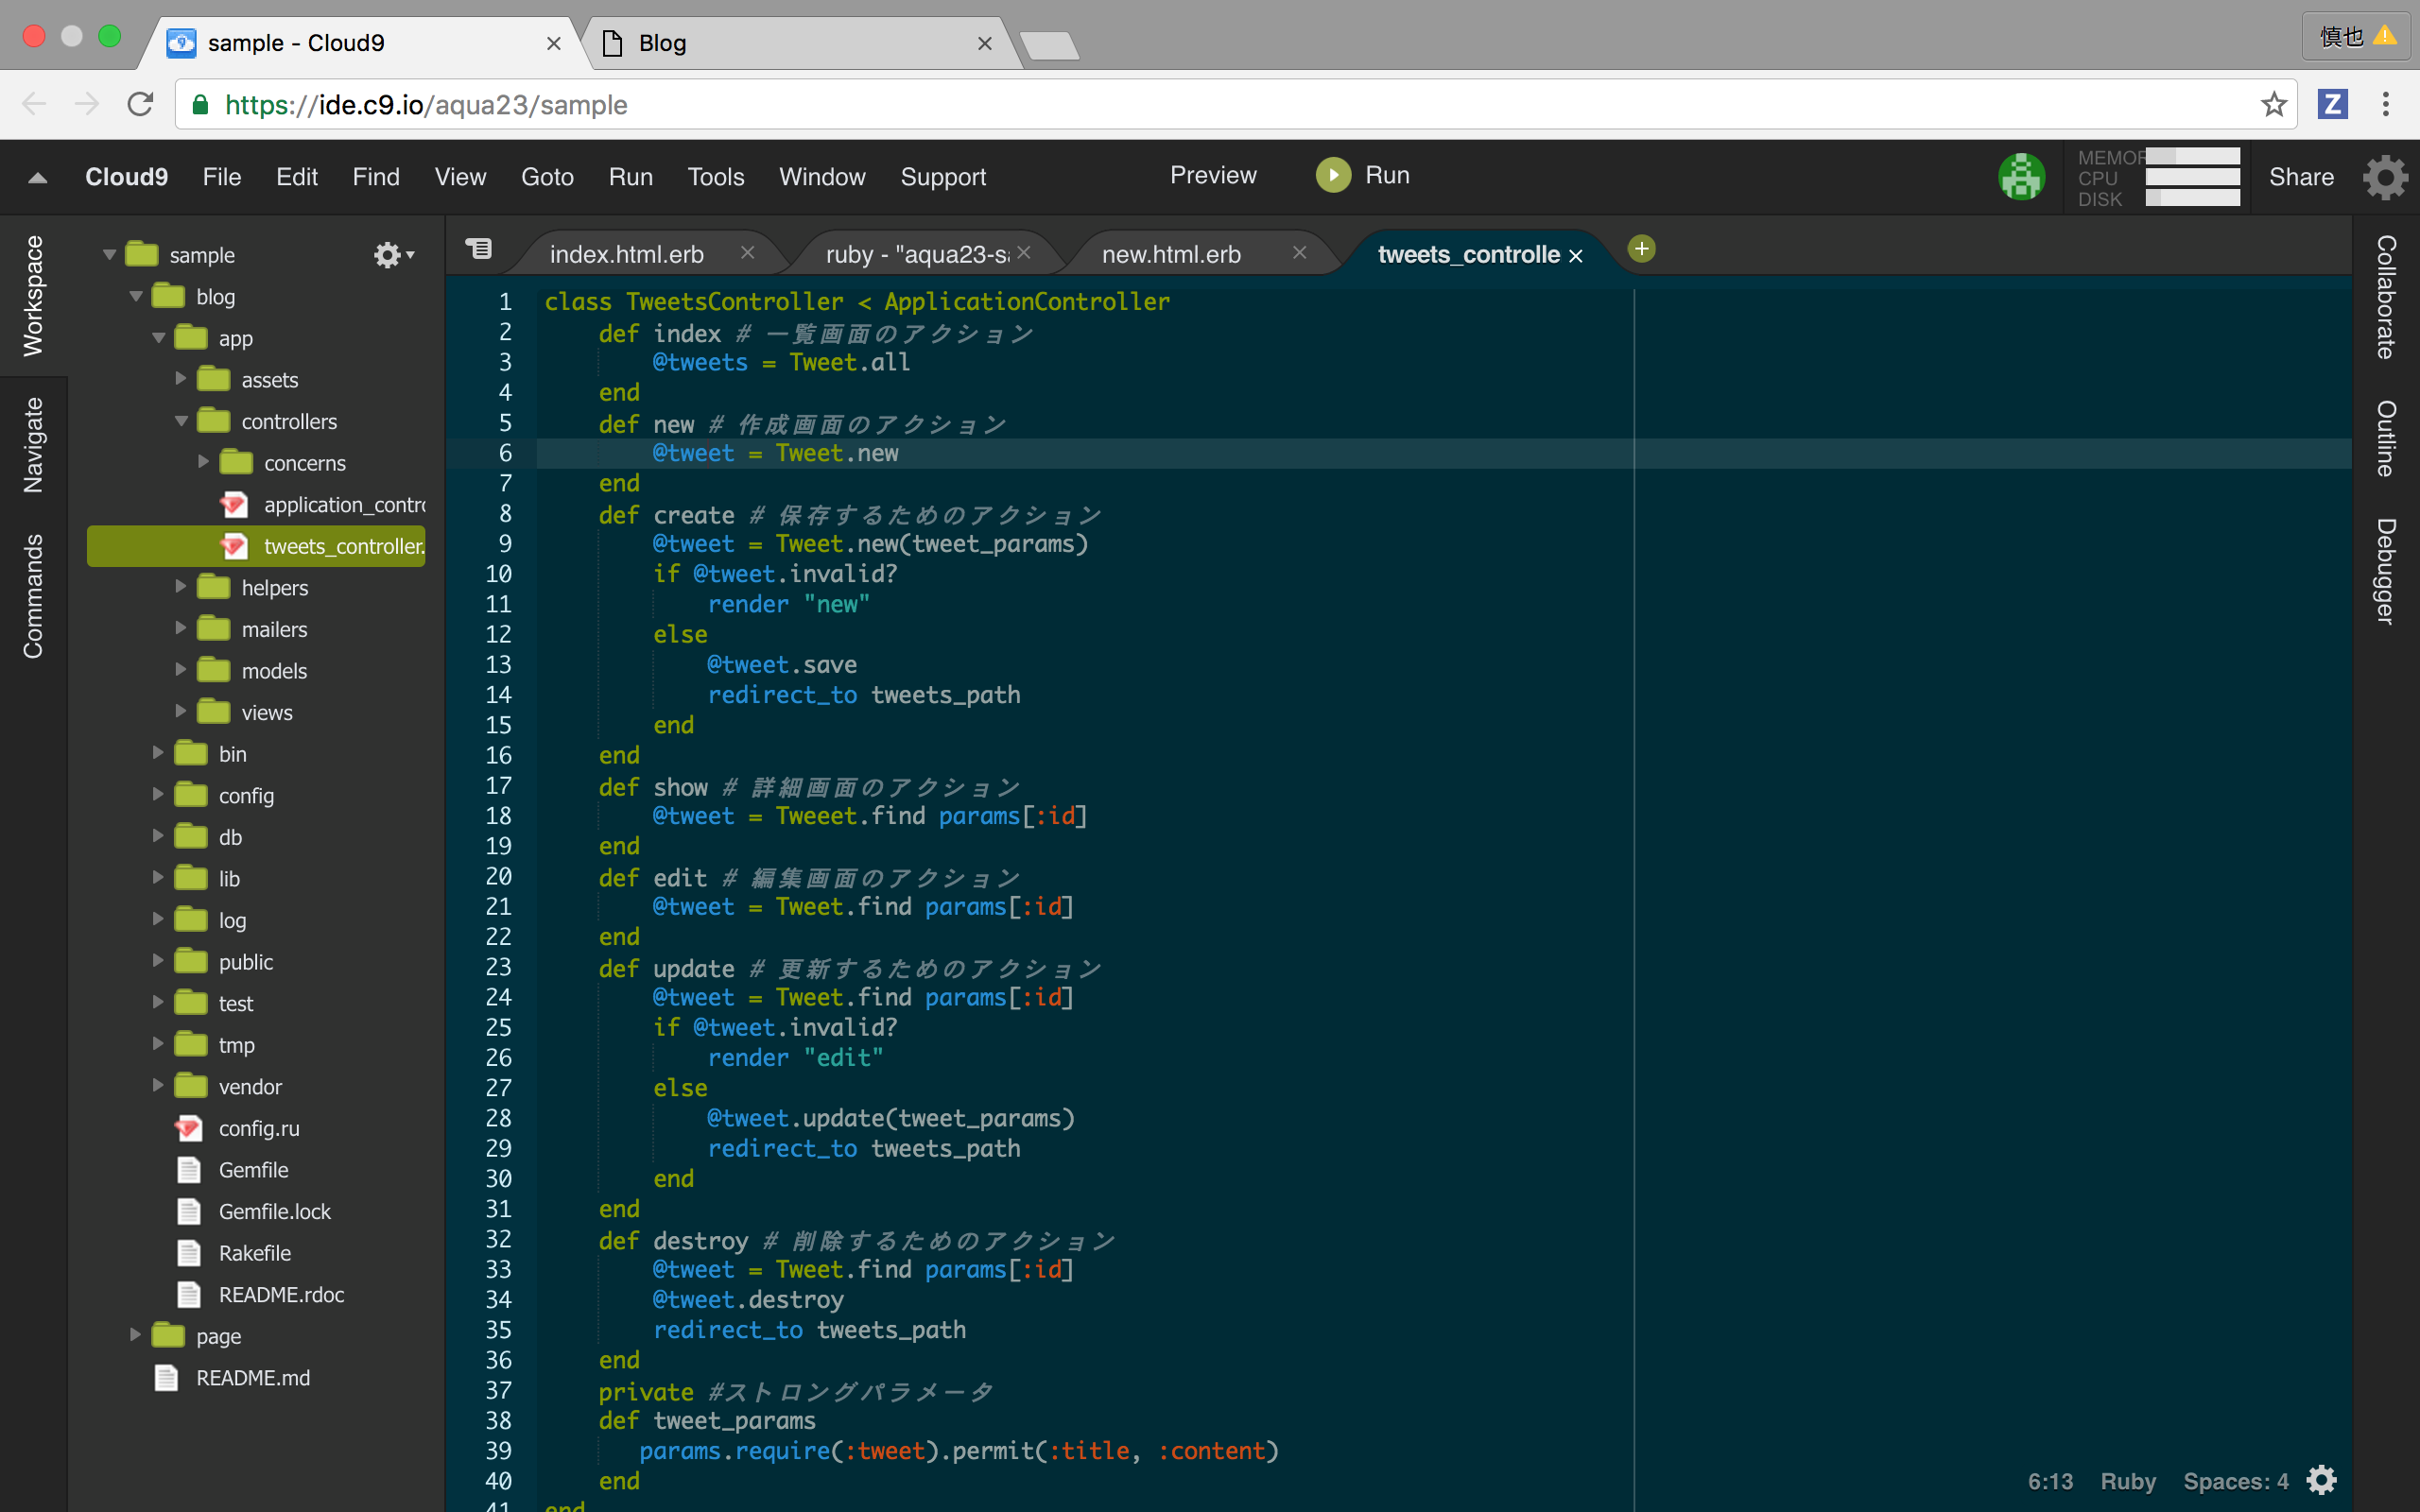 sample - Cloud9
Blog
慎也
https://ide.c9.io/aqua23/sample
Z
Cloud9 File Edit Find View Goto Run Tools Window Support Preview Run
MEMOR
CPU
DISK
Share
Workspace
Navigate
Commands
sample
blog
app
assets
controllers
concerns
application_contro
tweets_controller.
helpers
mailers
models
views
bin
config
db
lib
log
public
test
tmp
vendor
config.ru
Gemfile
Gemfile.lock
Rakefile
README.rdoc
page
README.md
index.html.erb
ruby - "aqua23-sa
new.html.erb
tweets_controlle
1 class TweetsController < ApplicationController
2 def index # 一覧画面のアクション
3 @tweets = Tweet.all
4 end
5 def new # 作成画面のアクション
6 @tweet = Tweet.new
7 end
8 def create # 保存するためのアクション
9 @tweet = Tweet.new(tweet_params)
10 if @tweet.invalid?
11 render "new"
12 else
13 @tweet.save
14 redirect_to tweets_path
15 end
16 end
17 def show # 詳細画面のアクション
18 @tweet = Tweeet.find params[:id]
19 end
20 def edit # 編集画面のアクション
21 @tweet = Tweet.find params[:id]
22 end
23 def update # 更新するためのアクション
24 @tweet = Tweet.find params[:id]
25 if @tweet.invalid?
26 render "edit"
27 else
28 @tweet.update(tweet_params)
29 redirect_to tweets_path
30 end
31 end
32 def destroy # 削除するためのアクション
33 @tweet = Tweet.find params[:id]
34 @tweet.destroy
35 redirect_to tweets_path
36 end
37 private #ストロングパラメータ
38 def tweet_params
39 params.require(:tweet).permit(:title, :content)
40 end
41 end
6:13 Ruby Spaces: 4
Collaborate
Outline
Debugger